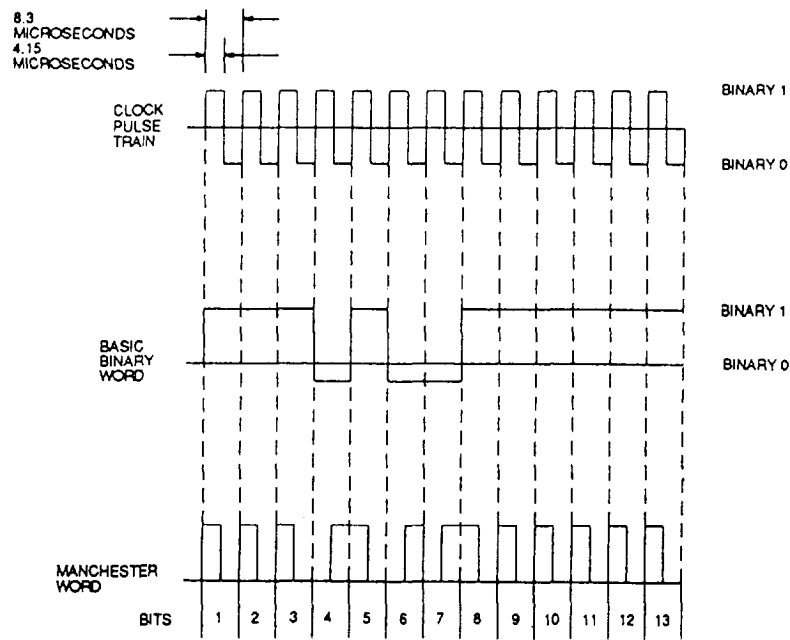 8.3
MICROSECONDS
4.15
MICROSECONDS
CLOCK
PULSE
TRAIN
BINARY 1
BINARY 0
BASIC
BINARY
WORD
BINARY 1
BINARY 0
MANCHESTER
WORD
BITS 1 2 3 4 5 6 7 8 9 10 11 12 13